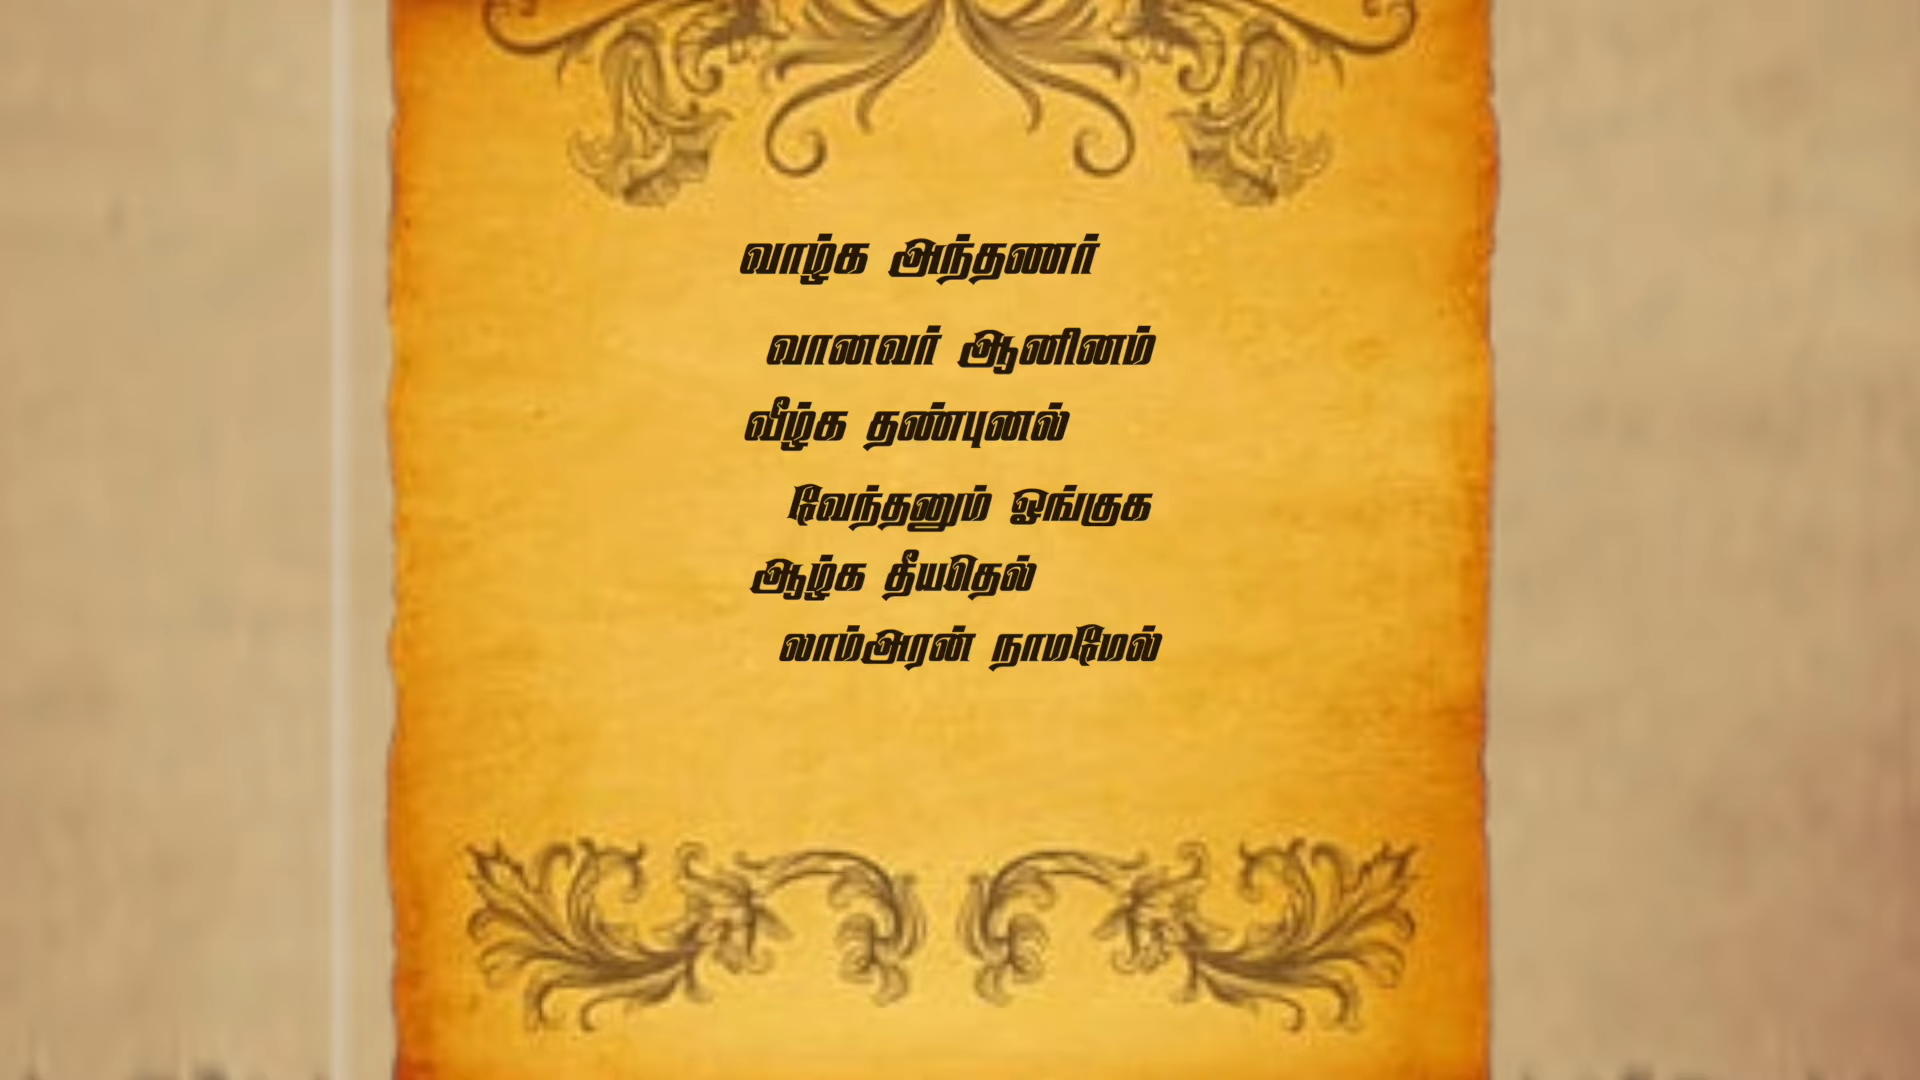 வாழ்க அந்தணர்
வானவர் ஆனினம்
வீழ்க தண்புனல்
வேந்தனும் ஓங்குக
ஆழ்க தீயதெல்
லாம்அரன் நாமமேல்